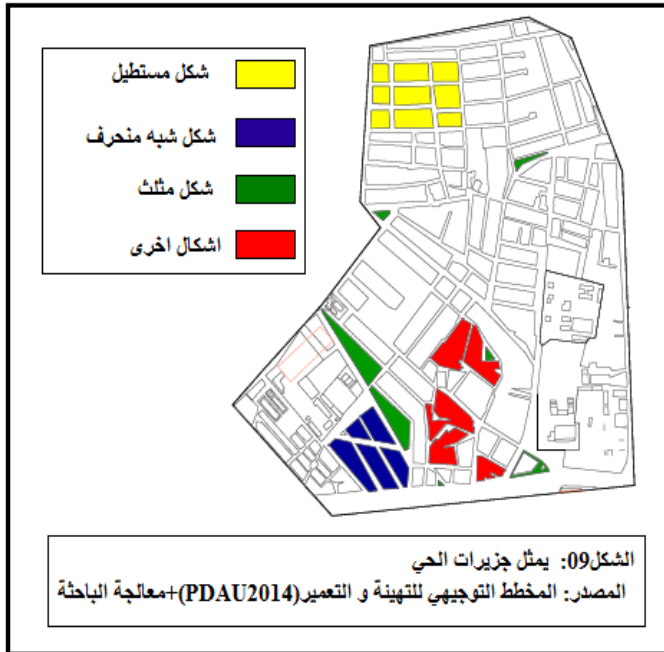 شكل مستطيل
شكل شبه منحرف
شكل مثلث
اشكال اخرى
الشكل09: يمثل جزيرات الحي
المصدر: المخطط التوجيهي للتهيئة و التعمير(PDAU2014)+معالجة الباحثة